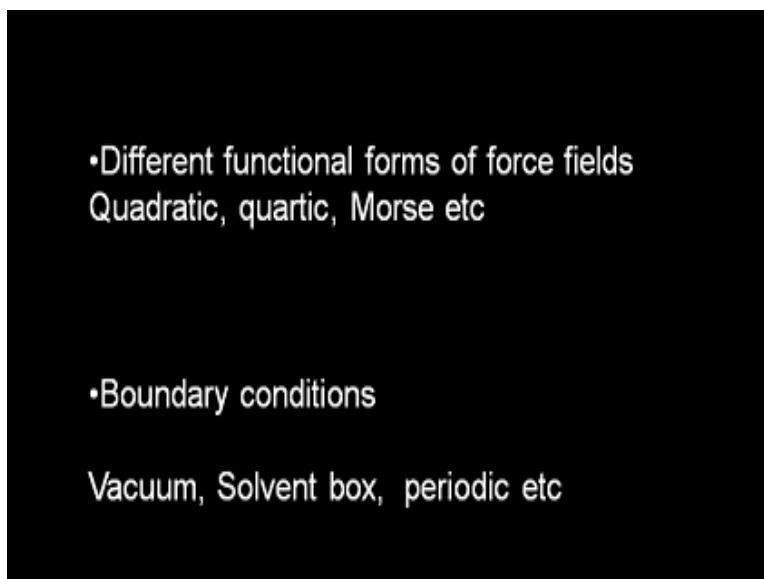 •Different functional forms of force fields
Quadratic, quartic, Morse etc
•Boundary conditions
Vacuum, Solvent box, periodic etc